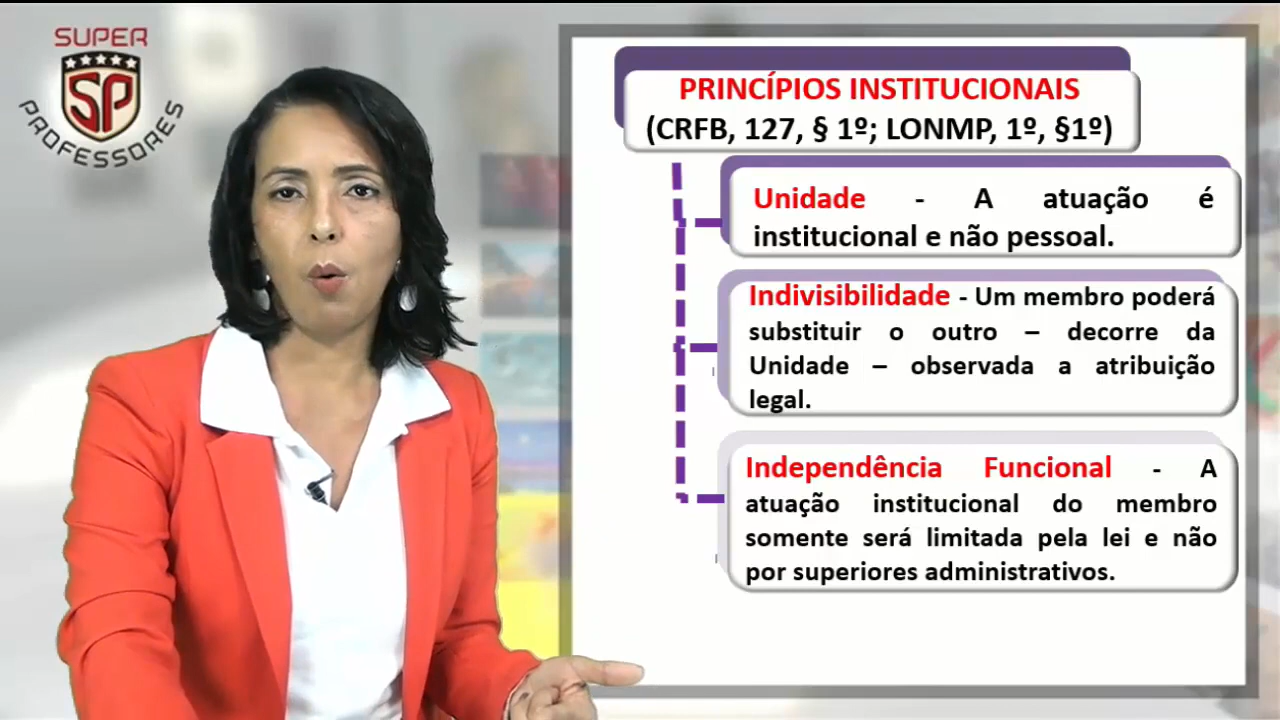 SUPER
SP
PROFESSORES
PRINCÍPIOS INSTITUCIONAIS
(CRFB, 127, § 1º; LONMP, 1º, §1º)
Unidade - A atuação é
institucional e não pessoal.
Indivisibilidade - Um membro poderá
substituir o outro – decorre da
Unidade – observada a atribuição
legal.
Independência Funcional - A
atuação institucional do membro
somente será limitada pela lei e não
por superiores administrativos.